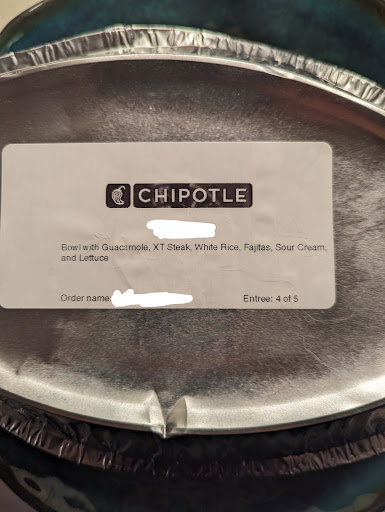 CHIPOTLE
Bowl with Guacamole, XT Steak, White Rice, Fajitas, Sour Cream,
and Lettuce
Order name:
Entree: 4 of 5